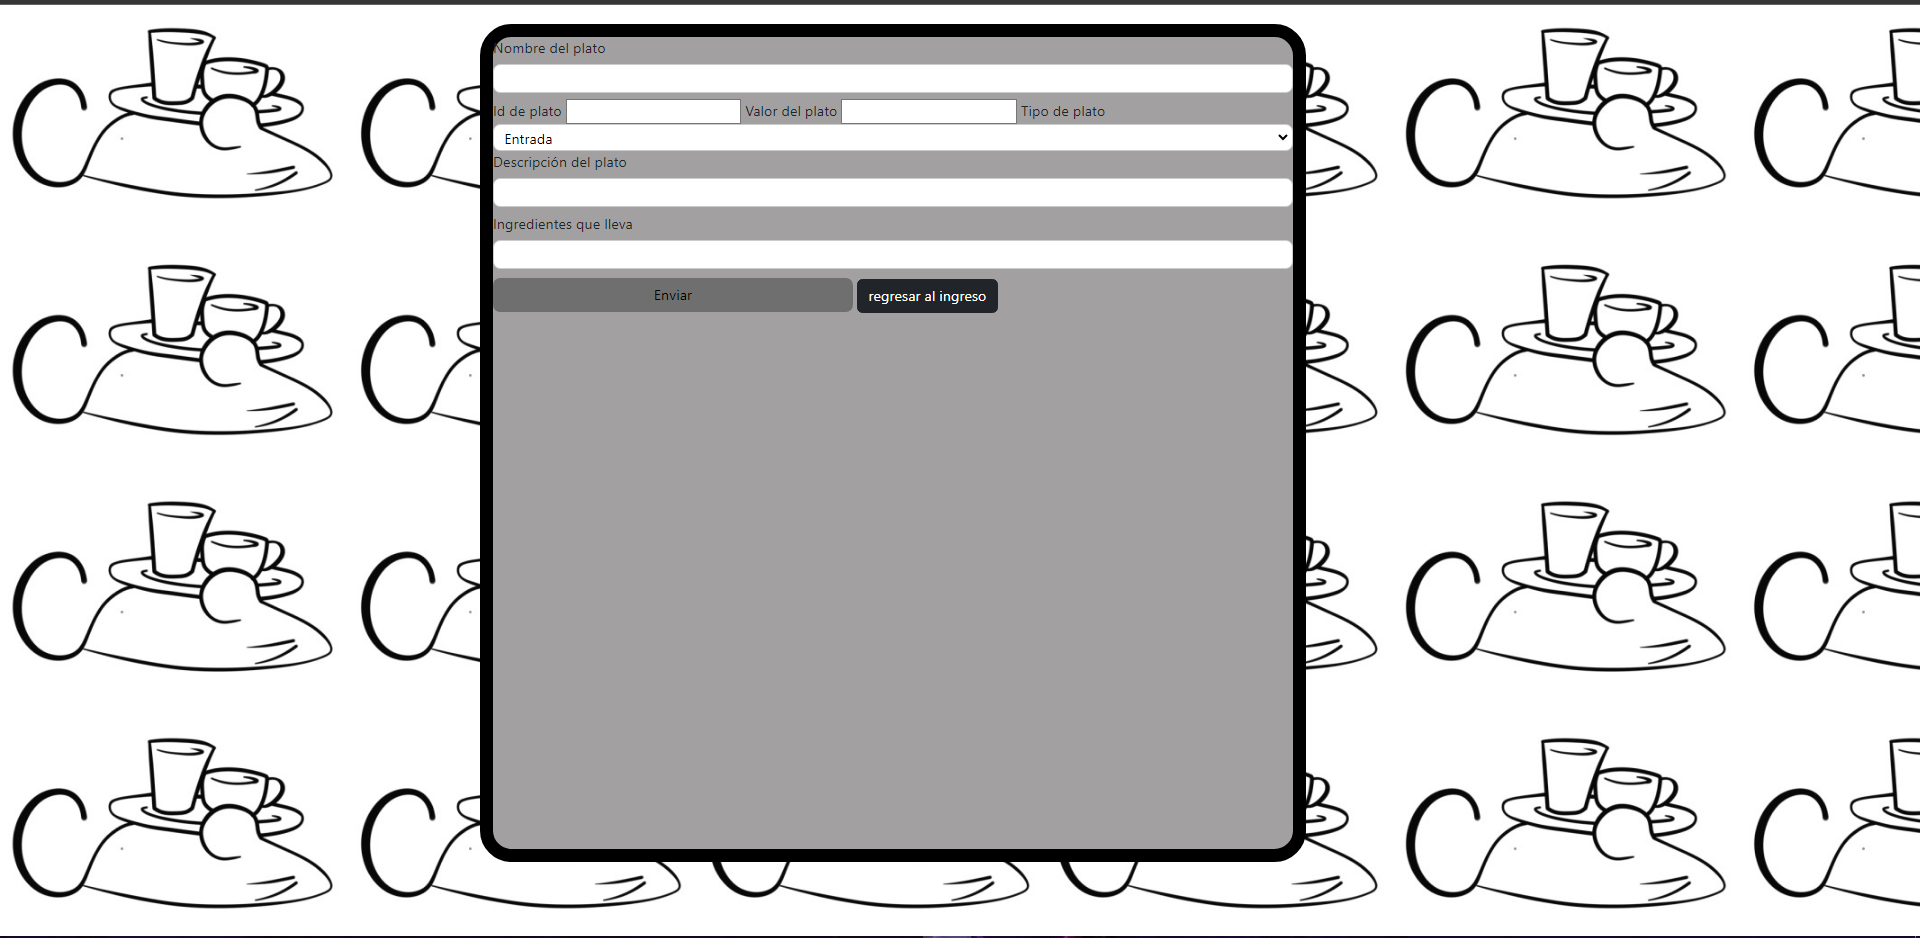 Nombre del plato
Id de plato Valor del plato Tipo de plato
Entrada
Descripción del plato
Ingredientes que lleva
Enviar regresar al ingreso